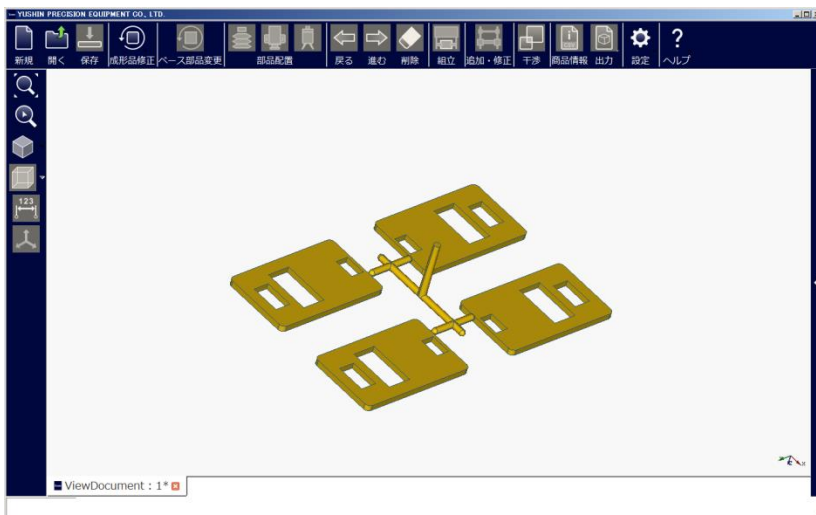 YUSHIN PRECISION EQUIPMENT CO., LTD.
新規 開く 保存 成形品修正 ベース部品変更 部品配置 戻る 進む 削除 組立 追加・修正 干渉 商品情報 出力 設定 ヘルプ
123
ViewDocument : 1*
x